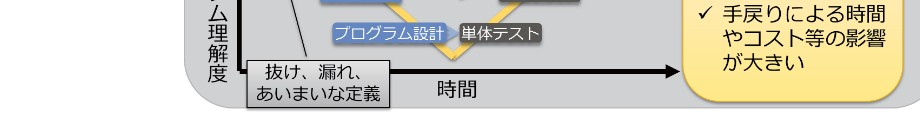 ム理解度
プログラム設計
単体テスト
抜け、漏れ、
あいまいな定義
時間
✓ 手戻りによる時間
やコスト等の影響
が大きい